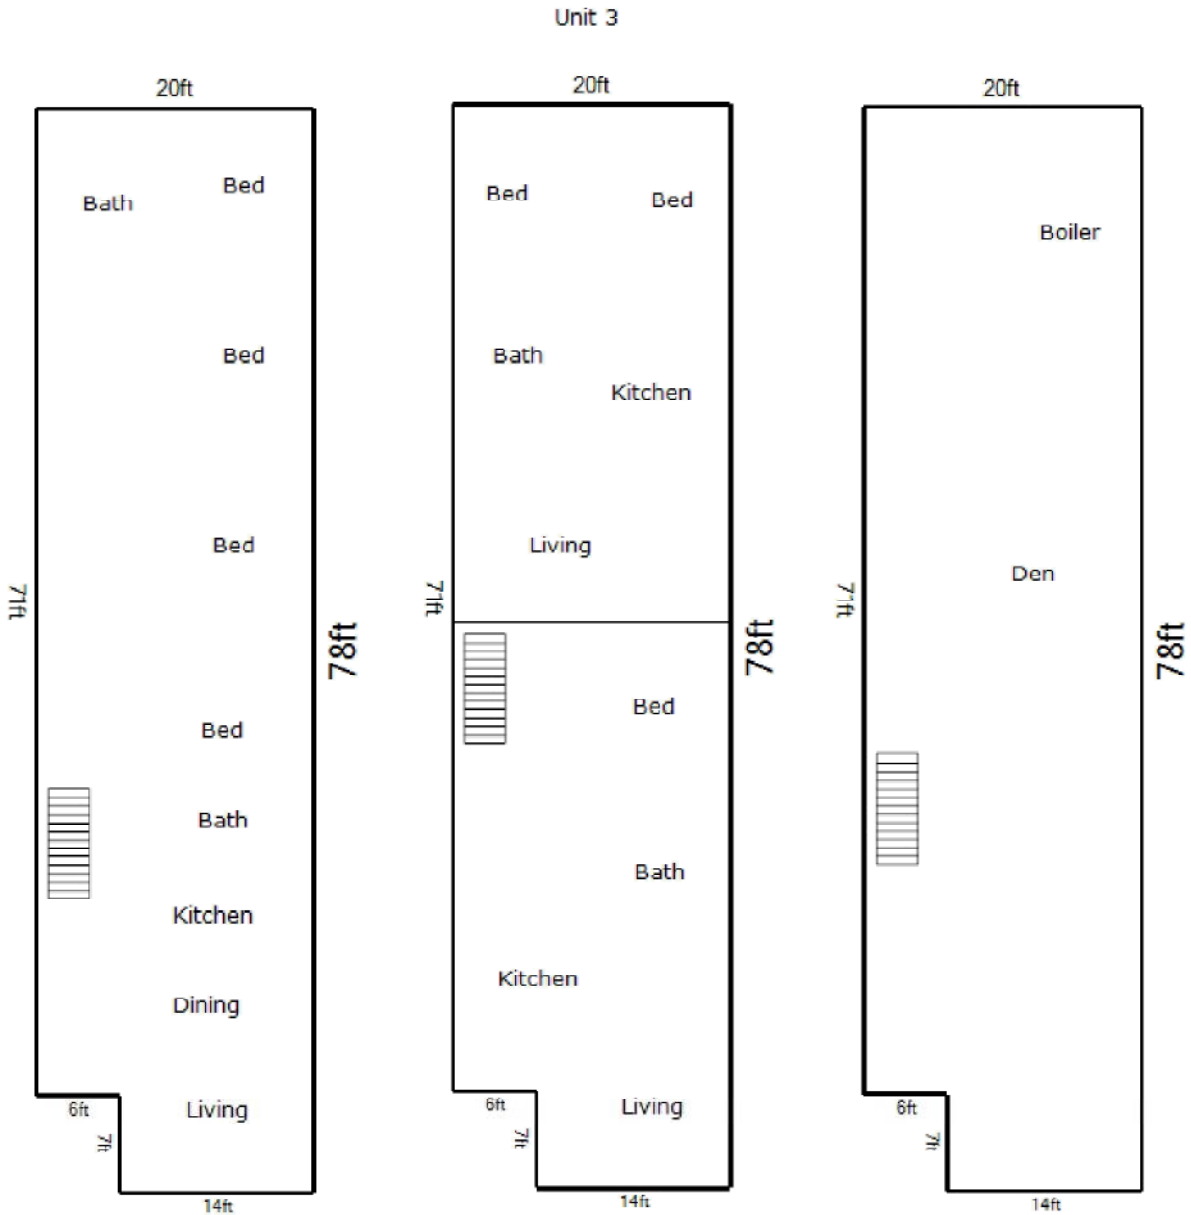 Unit 3
20ft
Bath
Bed
Bed
Bed
71ft
78ft
Bed
Bath
Kitchen
Dining
Living
6ft
7ft
14ft
20ft
Bed
Bed
Bath
Kitchen
Living
71ft
78ft
Bed
Bath
Kitchen
Living
6ft
7ft
14ft
20ft
Boiler
Den
71ft
78ft
6ft
7ft
14ft